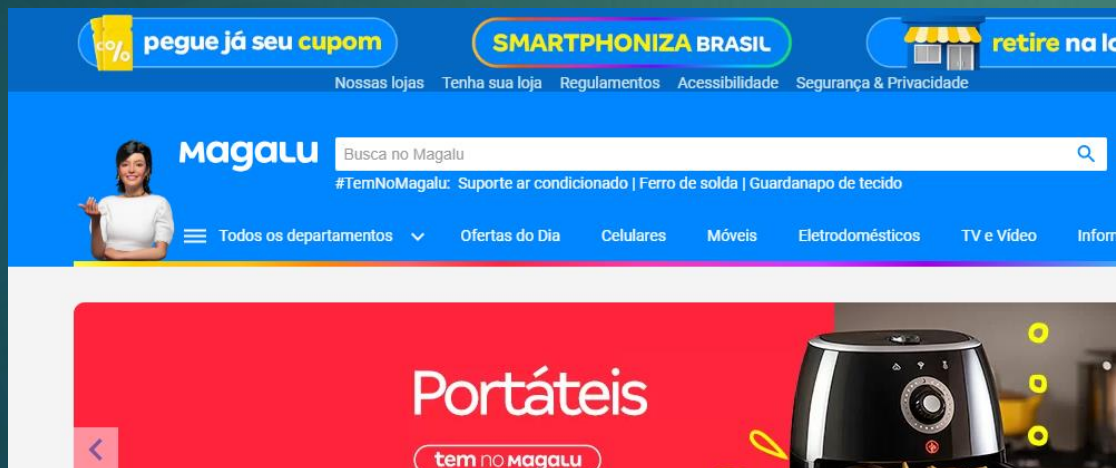 % pegue já seu cupom
SMARTPHONIZA BRASIL
retire na lo
Nossas lojas Tenha sua loja Regulamentos Acessibilidade Segurança & Privacidade
Magalu
Busca no Magalu
#TemNoMagalu: Suporte ar condicionado | Ferro de solda | Guardanapo de tecido
Todos os departamentos Ofertas do Dia Celulares Móveis Eletrodomésticos TV e Vídeo Inform
Portáteis
tem no Magalu